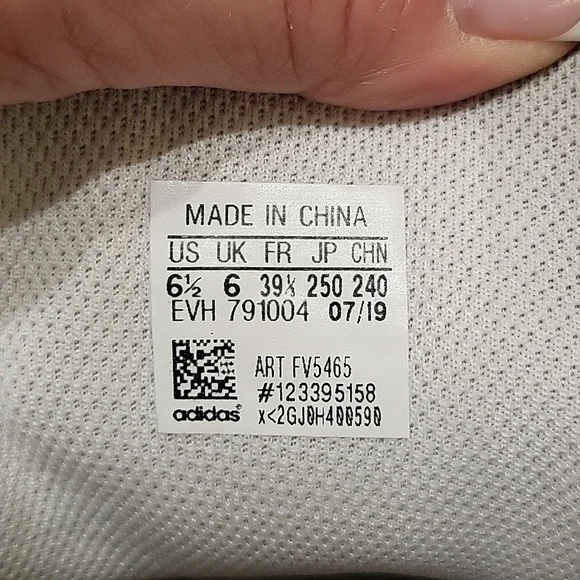 MADE IN CHINA
US UK FR JP CHN
6½ 6 39⅓ 250 240
EVH 791004 07/19
ART FV5465
#123395158
adidas® x<2GJ0H400590